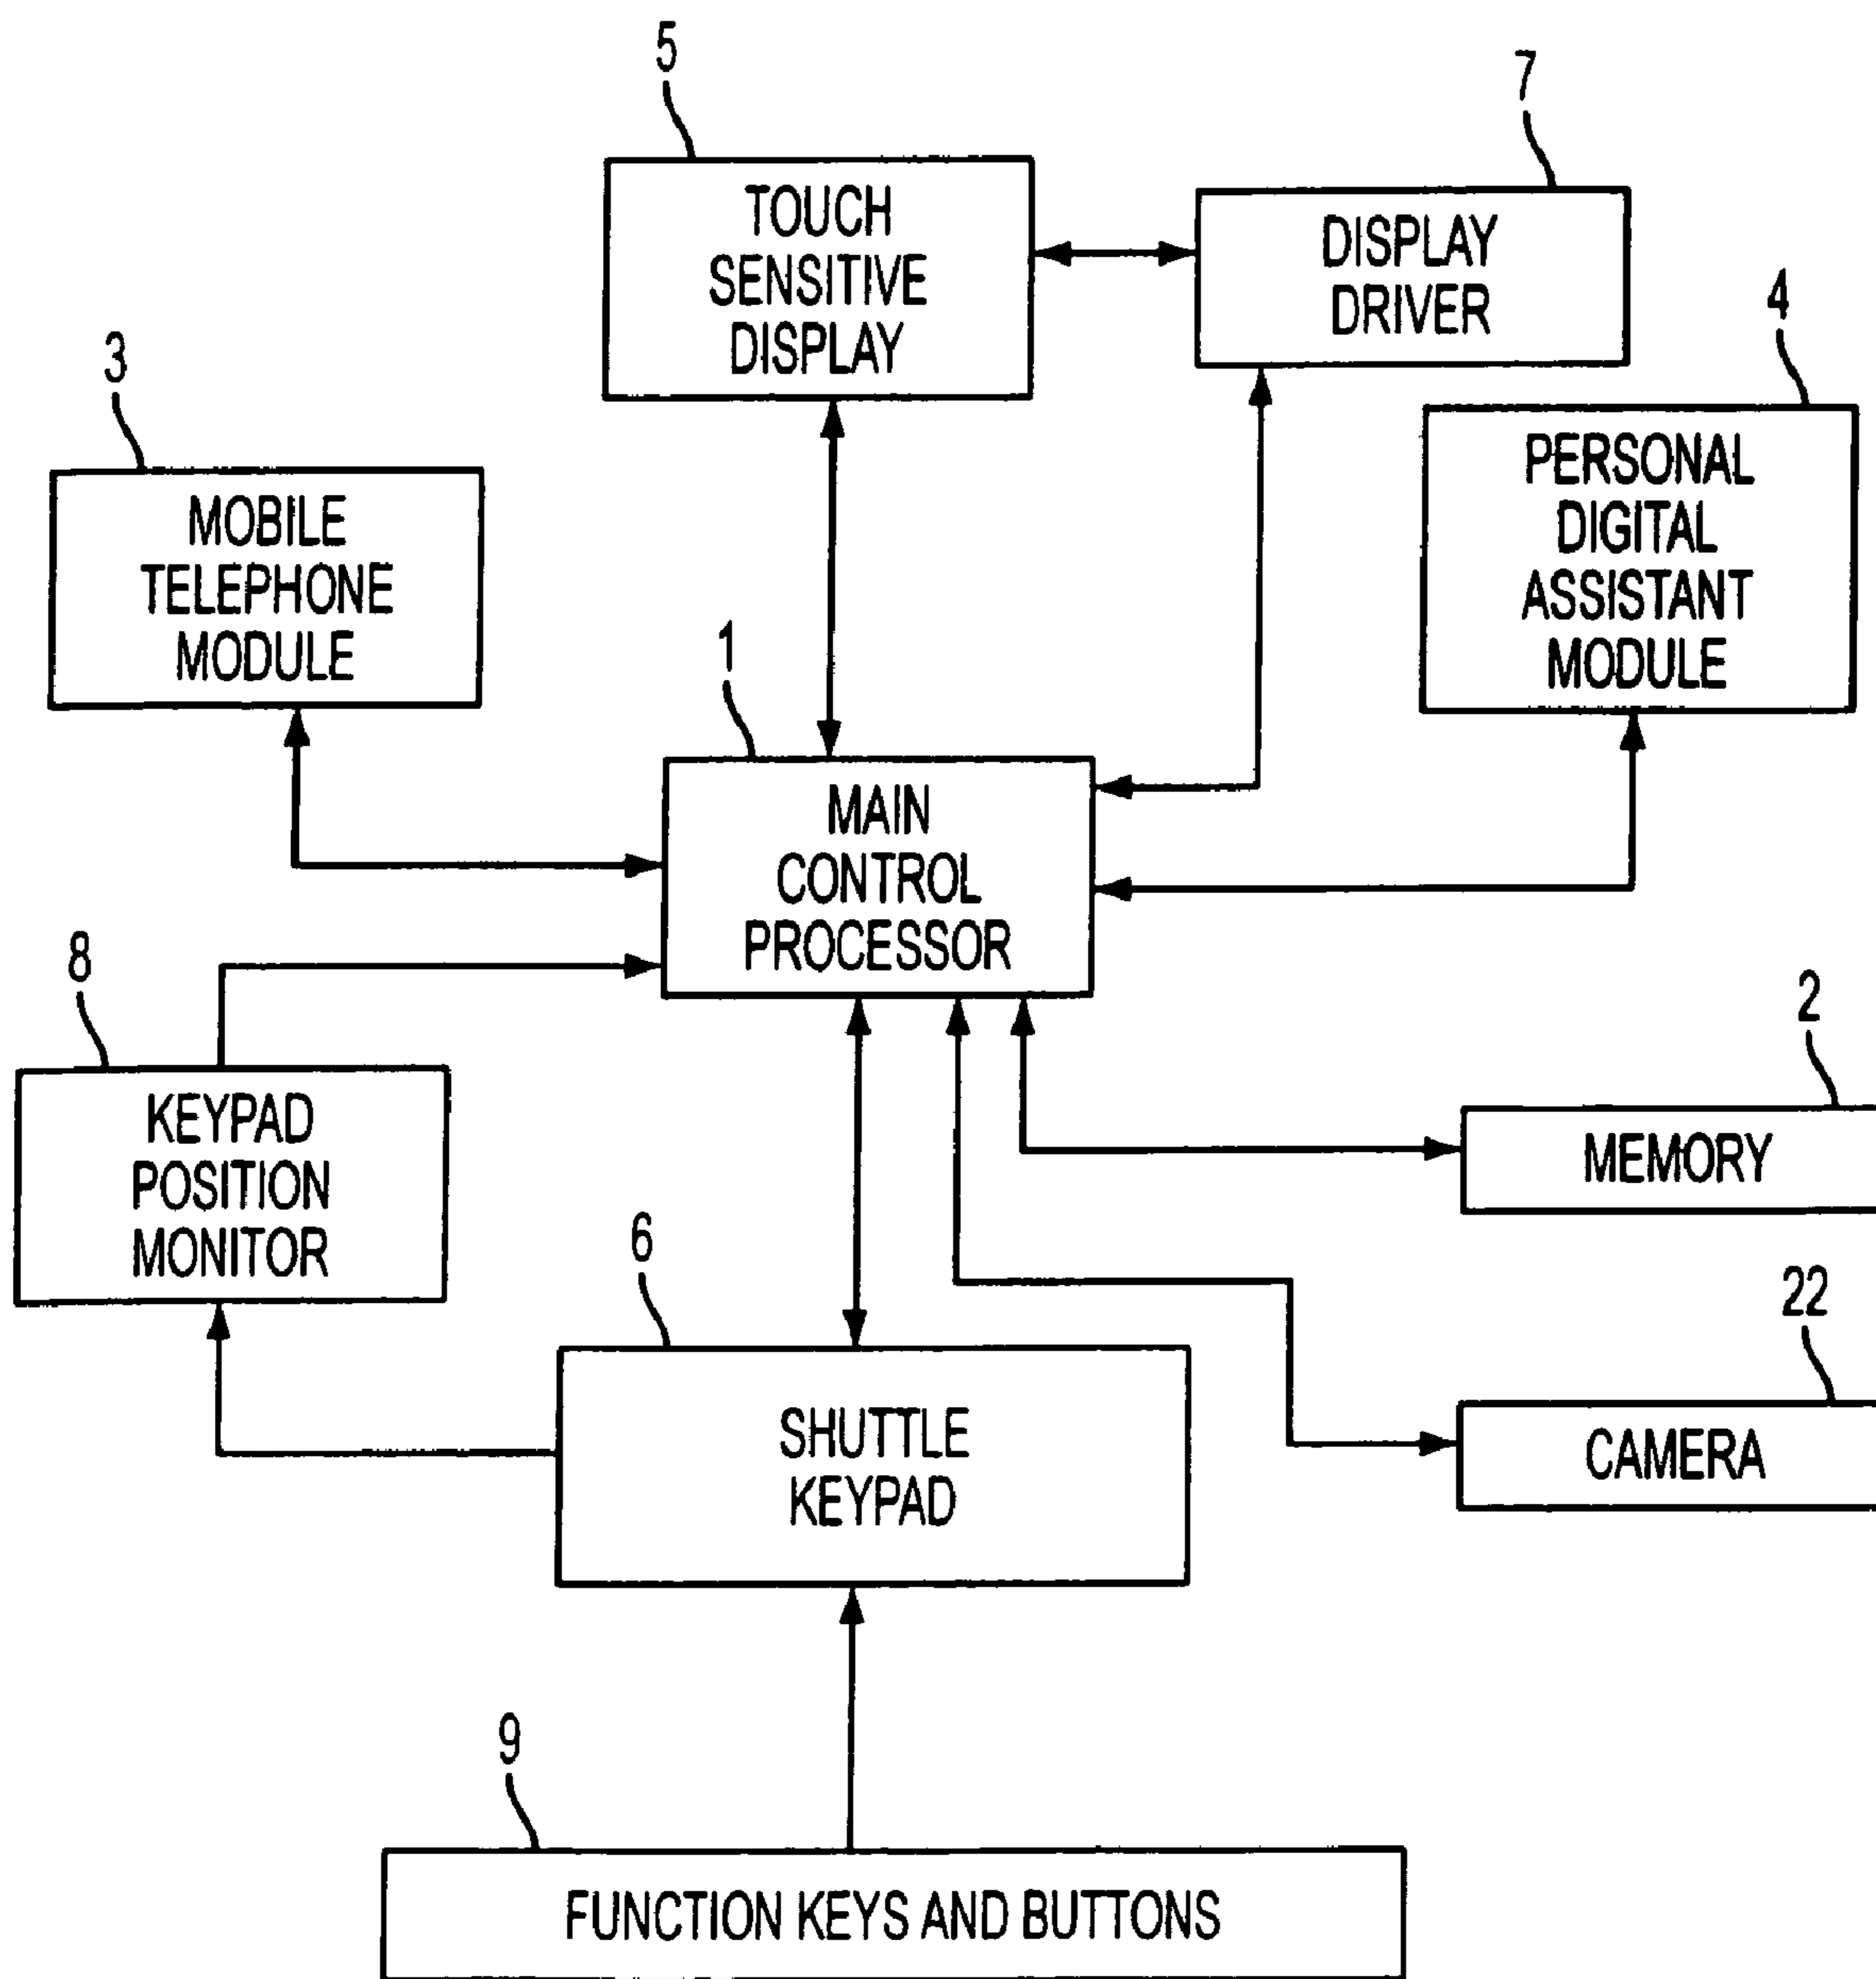 5
7
TOUCH
SENSITIVE
DISPLAY
DISPLAY
DRIVER
4
3
PERSONAL
DIGITAL
ASSISTANT
MODULE
MOBILE
TELEPHONE
MODULE
1
MAIN
CONTROL
PROCESSOR
8
2
KEYPAD
POSITION
MONITOR
MEMORY
6
22
SHUTTLE
KEYPAD
CAMERA
9
FUNCTION KEYS AND BUTTONS